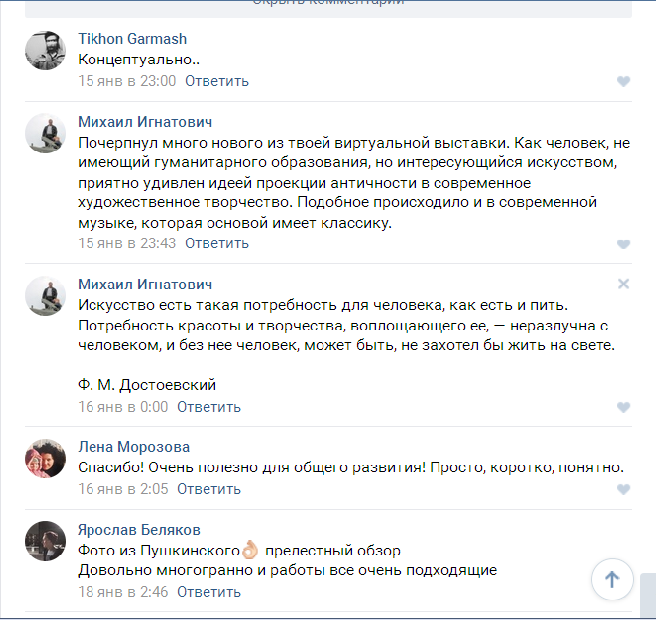 Скрыть комментарии
Tikhon Garmash
Концептуально..
15 янв в 23:00 Ответить
Михаил Игнатович
Почерпнул много нового из твоей виртуальной выставки. Как человек, не
имеющий гуманитарного образования, но интересующийся искусством,
приятно удивлен идеей проекции античности в современное
художественное творчество. Подобное происходило и в современной
музыке, которая основой имеет классику.
15 янв в 23:43 Ответить
Михаил Игнатович
Искусство есть такая потребность для человека, как есть и пить.
Потребность красоты и творчества, воплощающего ее, — неразлучна с
человеком, и без нее человек, может быть, не захотел бы жить на свете.
Ф. М. Достоевский
16 янв в 0:00 Ответить
Лена Морозова
Спасибо! Очень полезно для общего развития! Просто, коротко, понятно.
16 янв в 2:05 Ответить
Ярослав Беляков
Фото из Пушкинского👌🏻 прелестный обзор
Довольно многогранно и работы все очень подходящие
18 янв в 2:46 Ответить